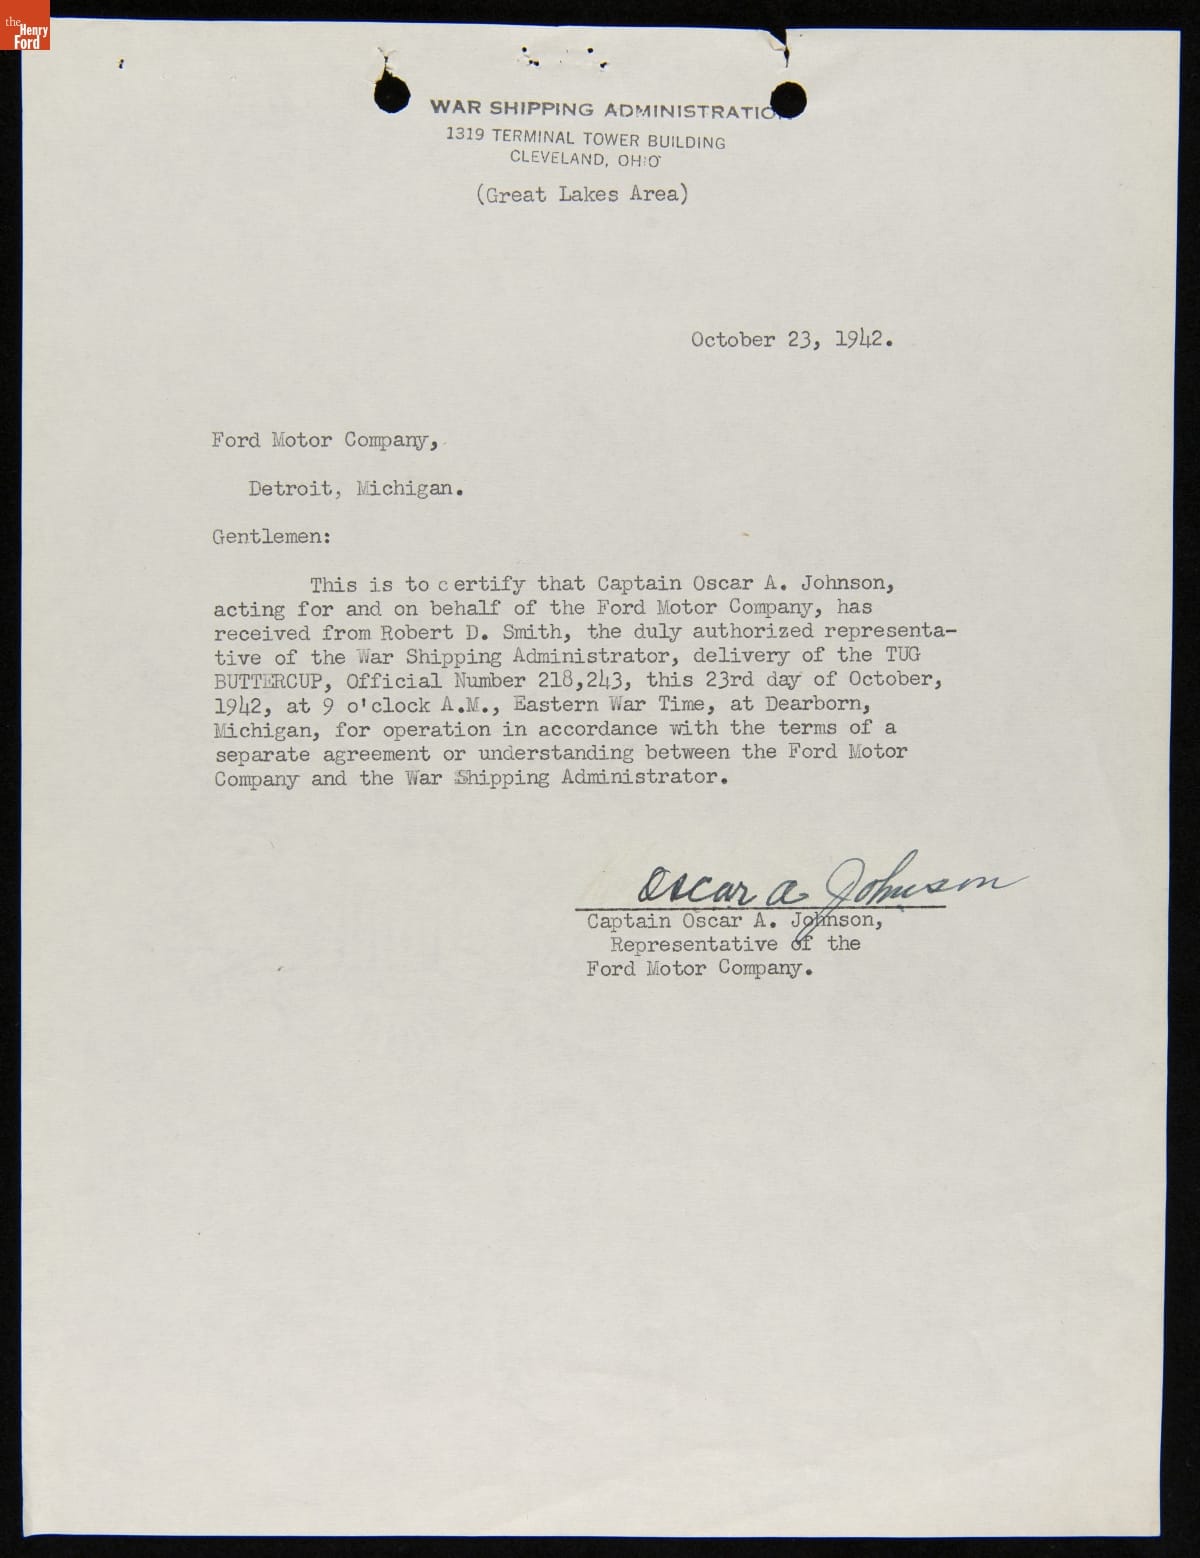 the
Henry
Ford
WAR SHIPPING ADMINISTRATION
1319 TERMINAL TOWER BUILDING
CLEVELAND, OHIO
(Great Lakes Area)
October 23, 1942.
Ford Motor Company,
Detroit, Michigan.
Gentlemen:
This is to c ertify that Captain Oscar A. Johnson,
acting for and on behalf of the Ford Motor Company, has
received from Robert D. Smith, the duly authorized representa-
tive of the War Shipping Administrator, delivery of the TUG
BUTTERCUP, Official Number 218,243, this 23rd day of October,
1942, at 9 o'clock A.M., Eastern War Time, at Dearborn,
Michigan, for operation in accordance with the terms of a
separate agreement or understanding between the Ford Motor
Company and the War Shipping Administrator.
Oscar A Johnson
Captain Oscar A. Johnson,
Representative of the
Ford Motor Company.